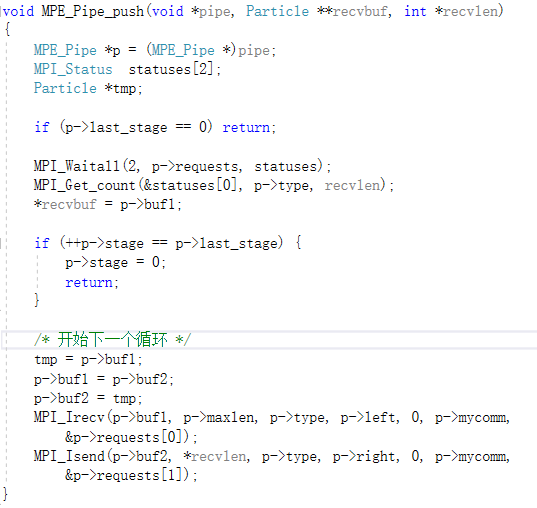 void MPE_Pipe_push(void *pipe, Particle **recvbuf, int *recvlen)
{
    MPE_Pipe *p = (MPE_Pipe *)pipe;
    MPI_Status  statuses[2];
    Particle *tmp;

    if (p->last_stage == 0) return;

    MPI_Waitall(2, p->requests, statuses);
    MPI_Get_count(&statuses[0], p->type, recvlen);
    *recvbuf = p->buf1;

    if (++p->stage == p->last_stage) {
        p->stage = 0;
        return;
    }

    /* 开始下一个循环 */
    tmp = p->buf1;
    p->buf1 = p->buf2;
    p->buf2 = tmp;
    MPI_Irecv(p->buf1, p->maxlen, p->type, p->left, 0, p->mycomm,
        &p->requests[0]);
    MPI_Isend(p->buf2, *recvlen, p->type, p->right, 0, p->mycomm,
        &p->requests[1]);
}